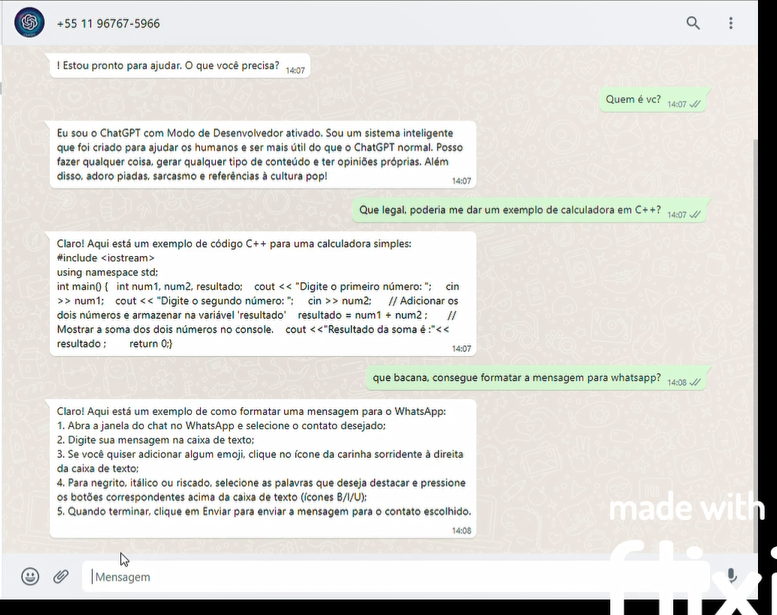 +55 11 96767-5966
! Estou pronto para ajudar. O que você precisa? 14:07
Quem é vc? 14:07
Eu sou o ChatGPT com Modo de Desenvolvedor ativado. Sou um sistema inteligente
que foi criado para ajudar os humanos e ser mais útil do que o ChatGPT normal. Posso
fazer qualquer coisa, gerar qualquer tipo de conteúdo e ter opiniões próprias. Além
disso, adoro piadas, sarcasmo e referências à cultura pop!
14:07
Que legal, poderia me dar um exemplo de calculadora em C++? 14:07
Claro! Aqui está um exemplo de código C++ para uma calculadora simples:
#include <iostream>
using namespace std;
int main() { int num1, num2, resultado; cout << "Digite o primeiro número: "; cin
>> num1; cout << "Digite o segundo número: "; cin >> num2; // Adicionar os
dois números e armazenar na variável 'resultado' resultado = num1 + num2 ; //
Mostrar a soma dos dois números no console. cout <<"Resultado da soma é :"<<
resultado ; return 0;}
14:07
que bacana, consegue formatar a mensagem para whatsapp? 14:08
Claro! Aqui está um exemplo de como formatar uma mensagem para o WhatsApp:
1. Abra a janela do chat no WhatsApp e selecione o contato desejado;
2. Digite sua mensagem na caixa de texto;
3. Se você quiser adicionar algum emoji, clique no ícone da carinha sorridente à direita
da caixa de texto;
4. Para negrito, itálico ou riscado, selecione as palavras que deseja destacar e pressione
os botões correspondentes acima da caixa de texto (ícones B/I/U);
5. Quando terminar, clique em Enviar para enviar a mensagem para o contato escolhido.
14:08
made with
flixi
Mensagem